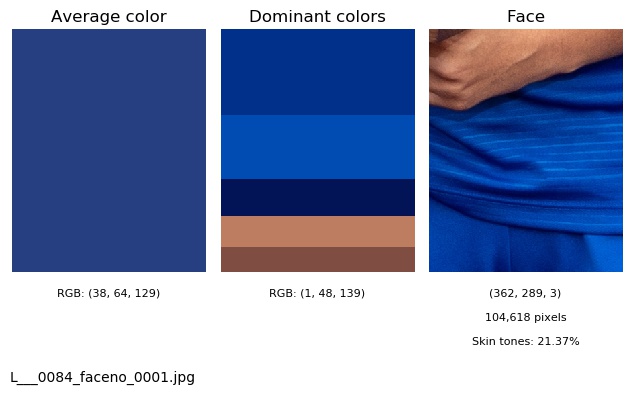 Average color
Dominant colors
Face
RGB: (38, 64, 129)
RGB: (1, 48, 139)
(362, 289, 3)
104,618 pixels
Skin tones: 21.37%
L___0084_faceno_0001.jpg